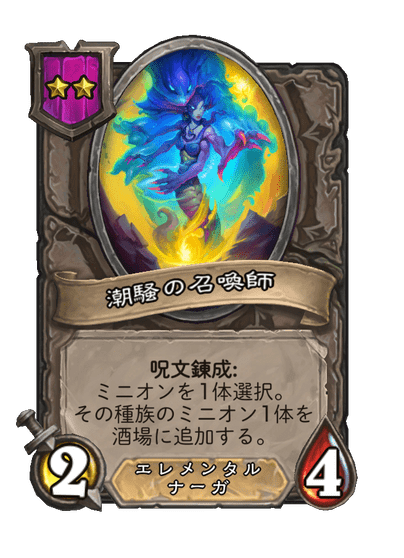 潮騒の召喚師
呪文錬成:
ミニオンを1体選択。
その種族のミニオン1体を
酒場に追加する。
エレメンタル
ナーガ
2
4